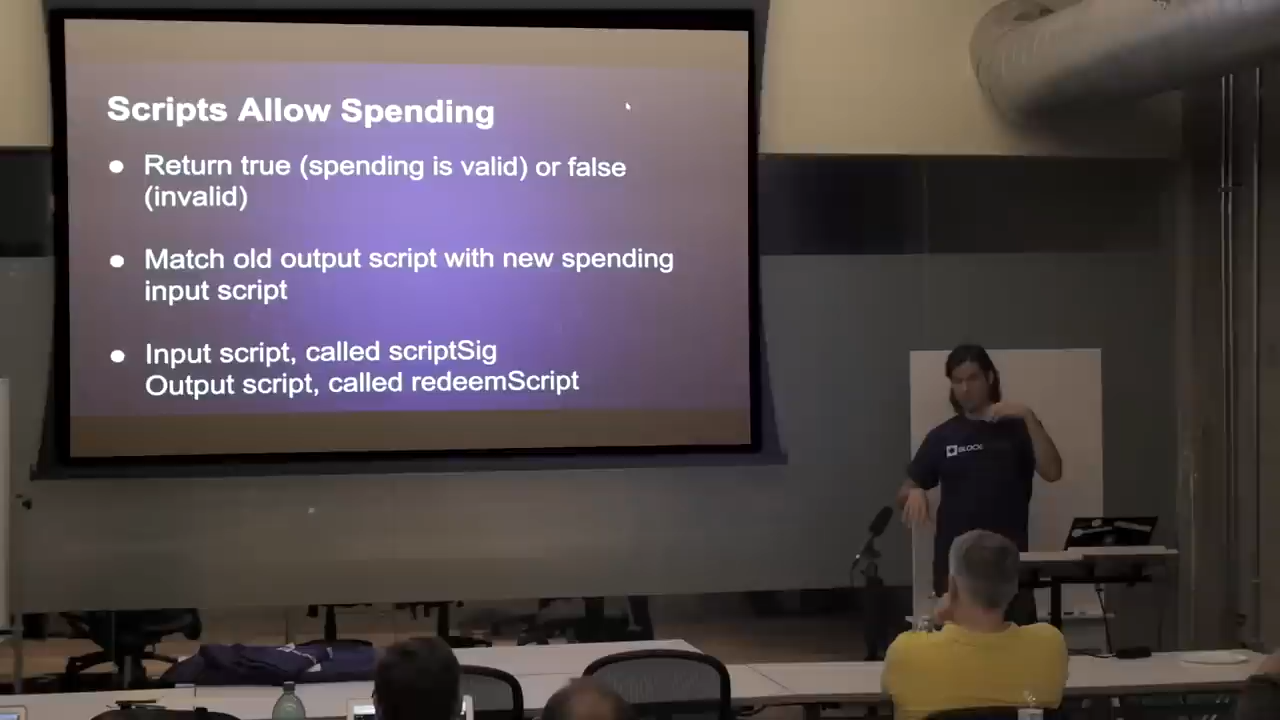 Scripts Allow Spending
● Return true (spending is valid) or false
(invalid)
● Match old output script with new spending
input script
● Input script, called scriptSig
Output script, called redeemScript
BLOCK